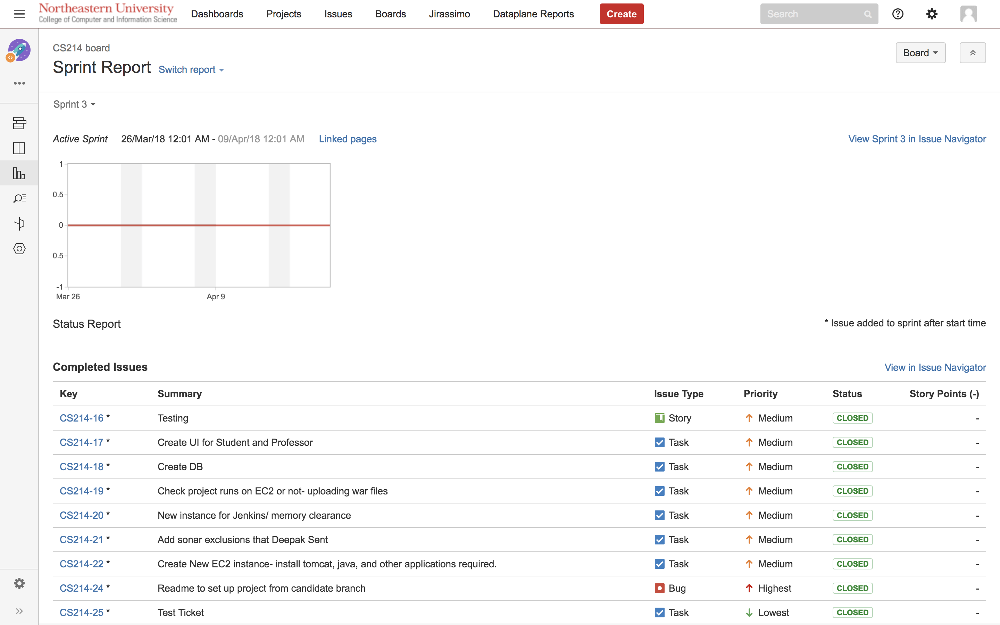 Northeastern University
College of Computer and Information Science
Dashboards Projects Issues Boards Jirassimo Dataplane Reports Create Search
CS214 board
Sprint Report Switch report
Board
Sprint 3
Active Sprint 26/Mar/18 12:01 AM - 09/Apr/18 12:01 AM Linked pages View Sprint 3 in Issue Navigator
1
0.5
0
0.5
-1
Mar 26 Apr 9
Status Report * Issue added to sprint after start time
Completed Issues View in Issue Navigator
Key Summary Issue Type Priority Status Story Points (-)
CS214-16 * Testing Story Medium CLOSED -
CS214-17 * Create UI for Student and Professor Task Medium CLOSED -
CS214-18 * Create DB Task Medium CLOSED -
CS214-19 * Check project runs on EC2 or not- uploading war files Task Medium CLOSED -
CS214-20 * New instance for Jenkins/ memory clearance Task Medium CLOSED -
CS214-21 * Add sonar exclusions that Deepak Sent Task Medium CLOSED -
CS214-22 * Create New EC2 instance- install tomcat, java, and other applications required. Task Medium CLOSED -
CS214-24 * Readme to set up project from candidate branch Bug Highest CLOSED -
CS214-25 * Test Ticket Task Lowest CLOSED -